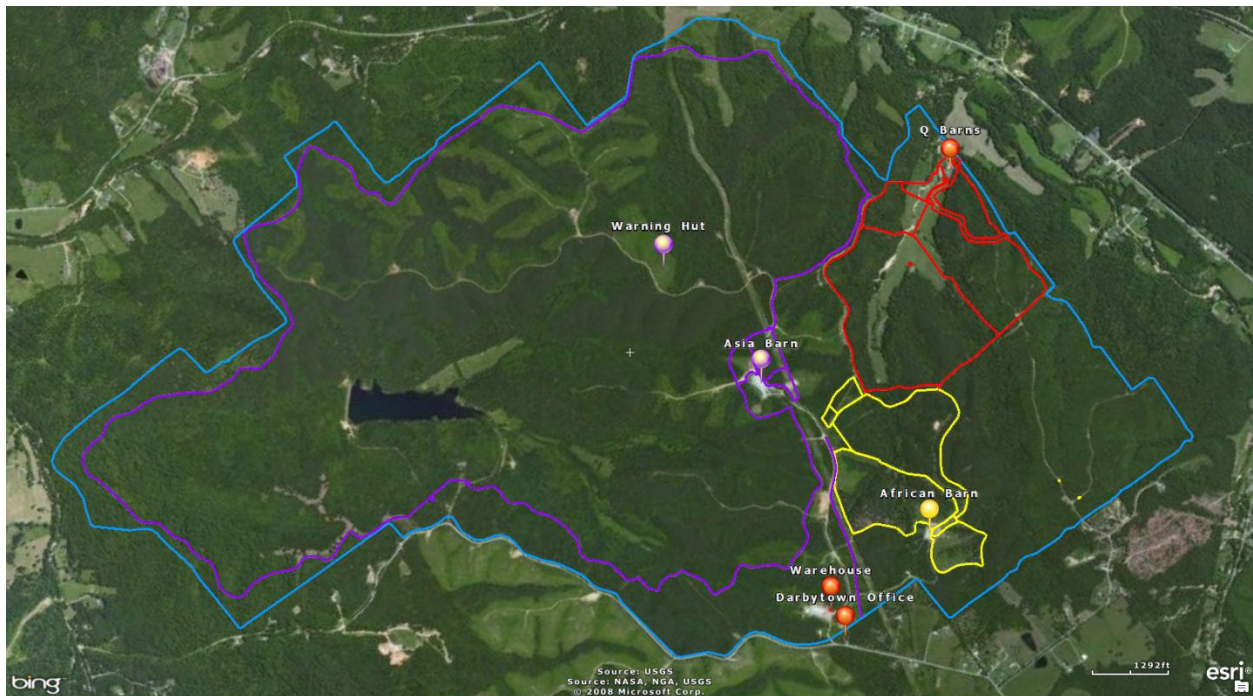 Q Barns
Warning Hut
Asia Barn
African Barn
Warehouse
Darbytown Office
1292ft
Source: USGS
Source: NASA, NGA, USGS
© 2008 Microsoft Corp.
bing
esri